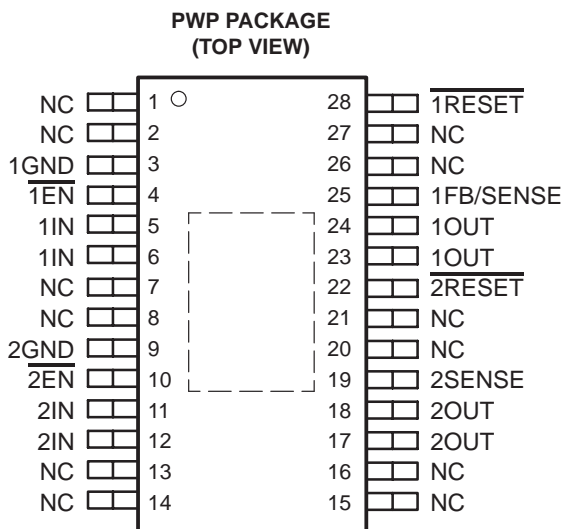 PWP PACKAGE
(TOP VIEW)
NC 1 28 1RESET
NC 2 27 NC
1GND 3 26 NC
1EN 4 25 1FB/SENSE
1IN 5 24 1OUT
1IN 6 23 1OUT
NC 7 22 2RESET
NC 8 21 NC
2GND 9 20 NC
2EN 10 19 2SENSE
2IN 11 18 2OUT
2IN 12 17 2OUT
NC 13 16 NC
NC 14 15 NC